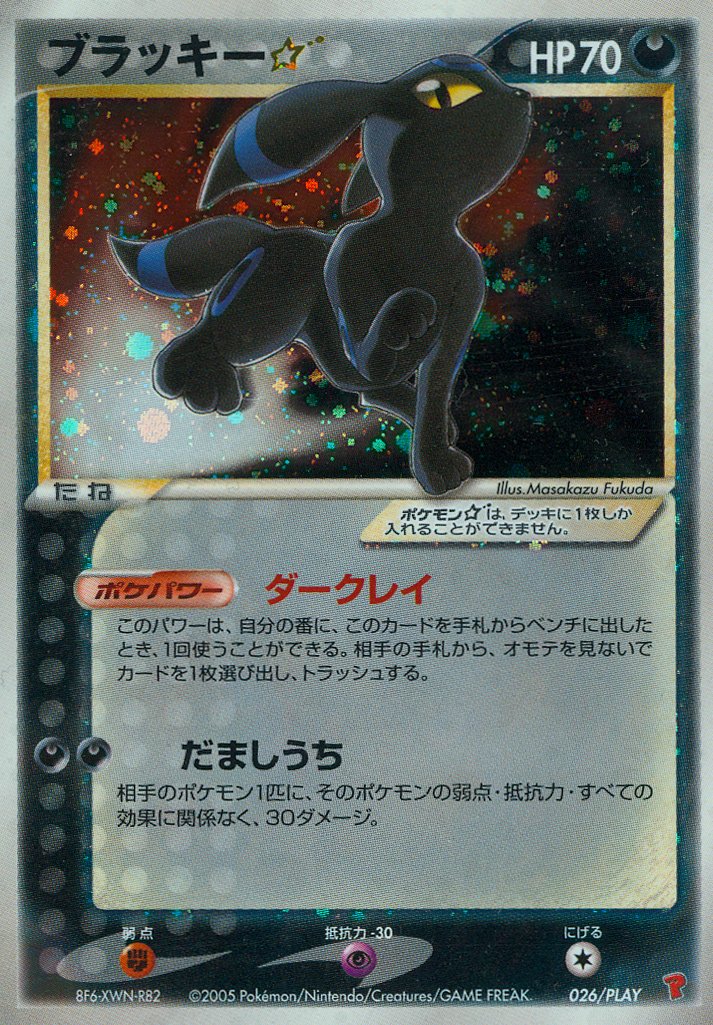 ブラッキー☆ HP70
たね
Illus.Masakazu Fukuda
ポケモン☆は、デッキに1枚しか
入れることができません。
ポケパワー ダークレイ
このパワーは、自分の番に、このカードを手札からベンチに出した
とき、1回使うことができる。相手の手札から、オモテを見ないで
カードを1枚選び出し、トラッシュする。
だましうち
相手のポケモン1匹に、そのポケモンの弱点・抵抗力・すべての
効果に関係なく、30ダメージ。
弱点 抵抗力 -30 にげる
8F6-XWN-R82 ©2005 Pokémon/Nintendo/Creatures/GAME FREAK. 026/PLAY P